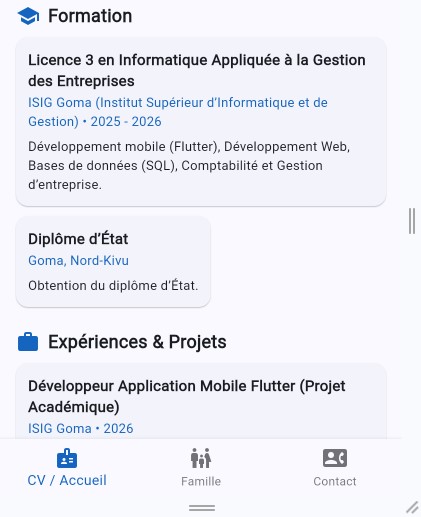 Formation
Licence 3 en Informatique Appliquée à la Gestion
des Entreprises
ISIG Goma (Institut Supérieur d’Informatique et de
Gestion) • 2025 - 2026
Développement mobile (Flutter), Développement Web,
Bases de données (SQL), Comptabilité et Gestion
d’entreprise.
Diplôme d’État
Goma, Nord-Kivu
Obtention du diplôme d’État.
Expériences & Projets
Développeur Application Mobile Flutter (Projet
Académique)
ISIG Goma • 2026
CV / Accueil
Famille
Contact